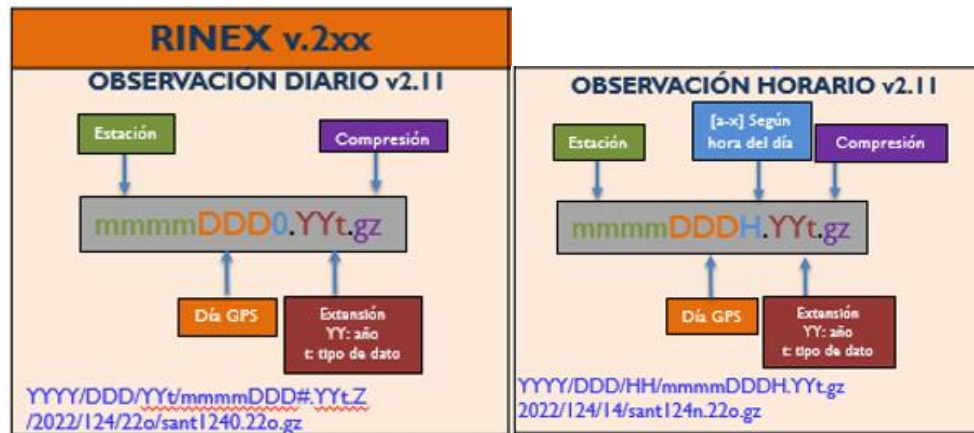 RINEX v.2xx
OBSERVACIÓN DIARIO v2.11
Estación
Compresión
mmmmDDD0.YYt.gz
Día GPS
Extensión
YY: año
t: tipo de dato
YYYY/DDD/YYt/mmmmDDD#.YYt.Z
/2022/124/22o/sant1240.22o.gz
OBSERVACIÓN HORARIO v2.11
[a-x] Según
hora del día
Estación
Compresión
mmmmDDDH.YYt.gz
Día GPS
Extensión
YY: año
t: tipo de dato
YYYY/DDD/HH/mmmmDDDH.YYt.gz
2022/124/14/sant124n.22o.gz